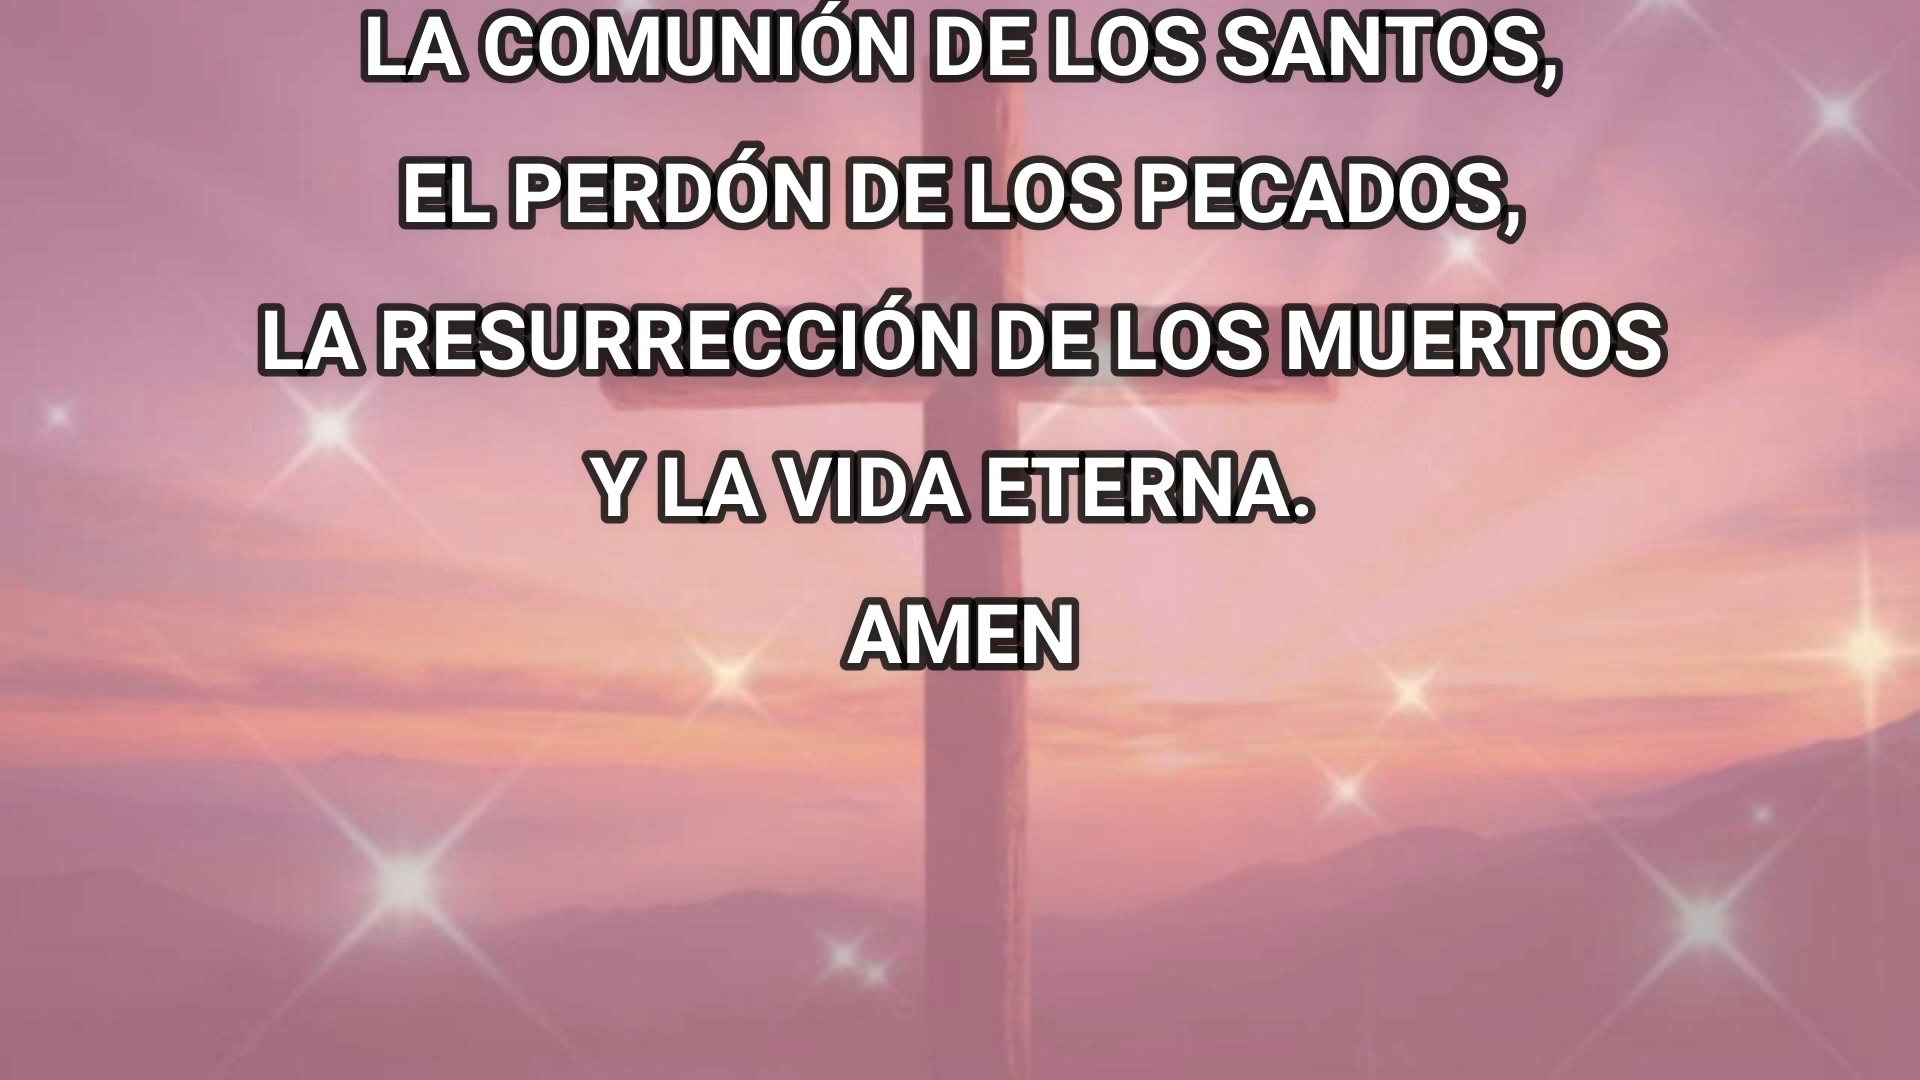 LA COMUNIÓN DE LOS SANTOS,
EL PERDÓN DE LOS PECADOS,
LA RESURRECCIÓN DE LOS MUERTOS
Y LA VIDA ETERNA.
AMEN